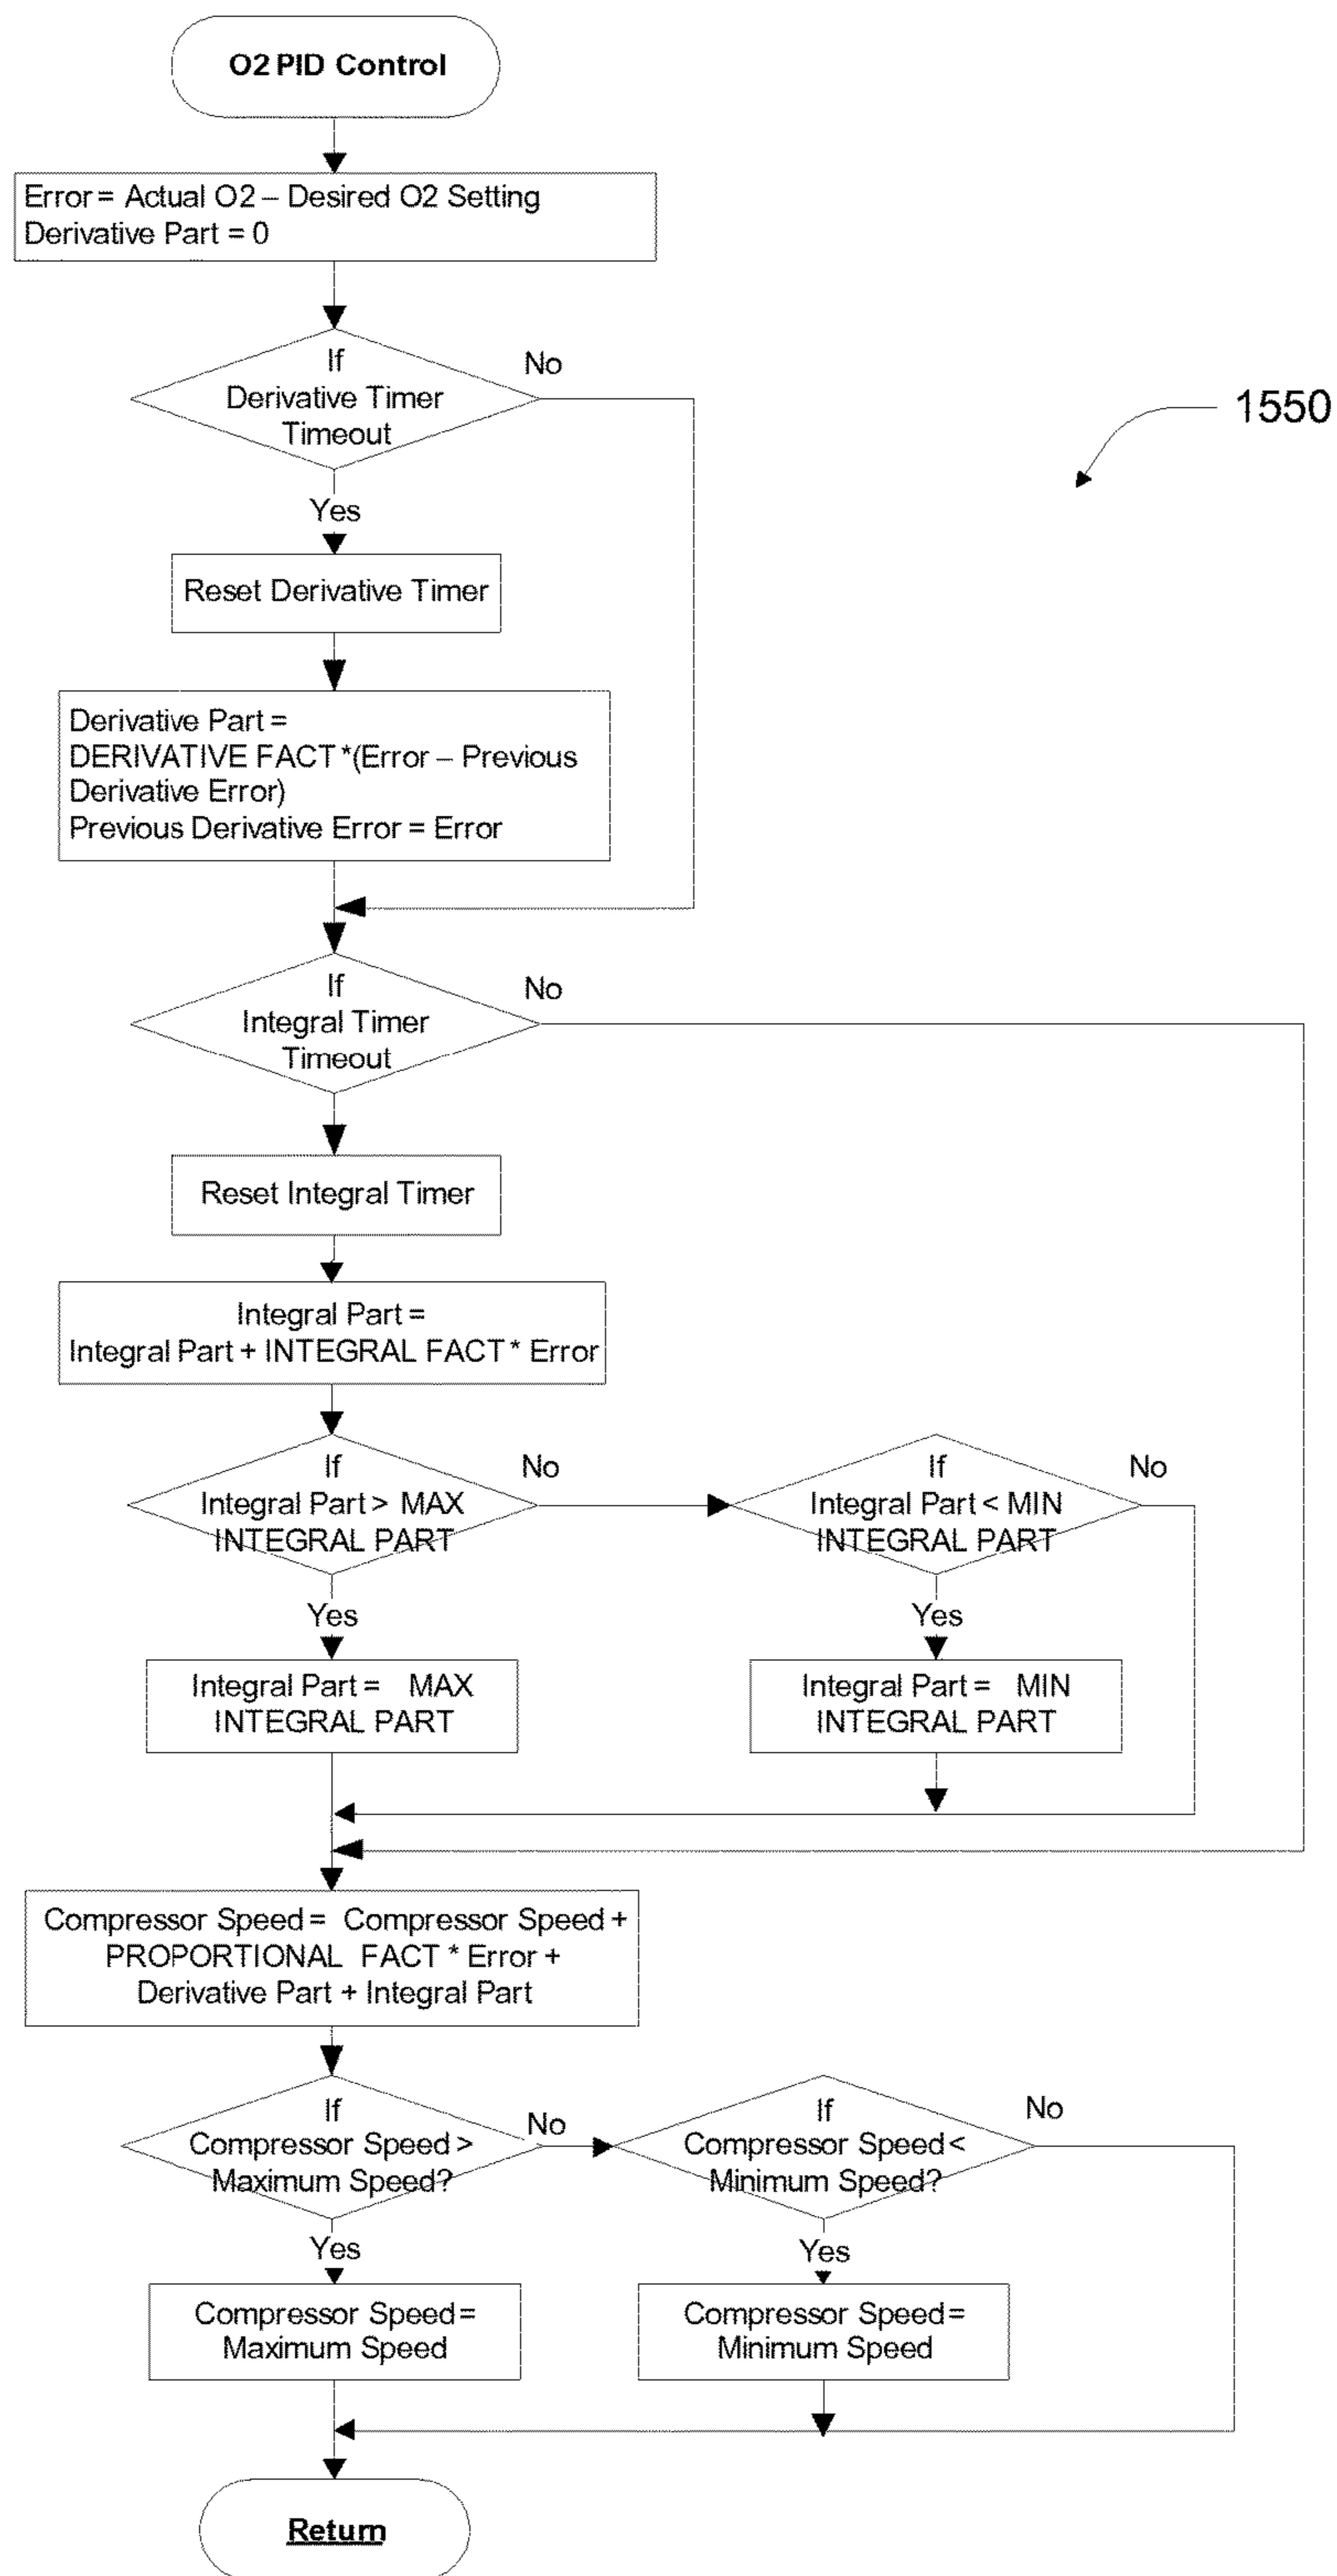 O2 PID Control
Error = Actual O2 – Desired O2 Setting
Derivative Part = 0
If
Derivative Timer
Timeout
No
1550
Yes
Reset Derivative Timer
Derivative Part =
DERIVATIVE FACT *(Error – Previous
Derivative Error)
Previous Derivative Error = Error
If
Integral Timer
Timeout
No
Reset Integral Timer
Integral Part =
Integral Part + INTEGRAL FACT * Error
If
Integral Part > MAX
INTEGRAL PART
No
If
Integral Part < MIN
INTEGRAL PART
No
Yes
Yes
Integral Part = MAX
INTEGRAL PART
Integral Part = MIN
INTEGRAL PART
Compressor Speed = Compressor Speed +
PROPORTIONAL FACT * Error +
Derivative Part + Integral Part
If
Compressor Speed >
Maximum Speed?
No
If
Compressor Speed <
Minimum Speed?
No
Yes
Yes
Compressor Speed =
Maximum Speed
Compressor Speed =
Minimum Speed
Return